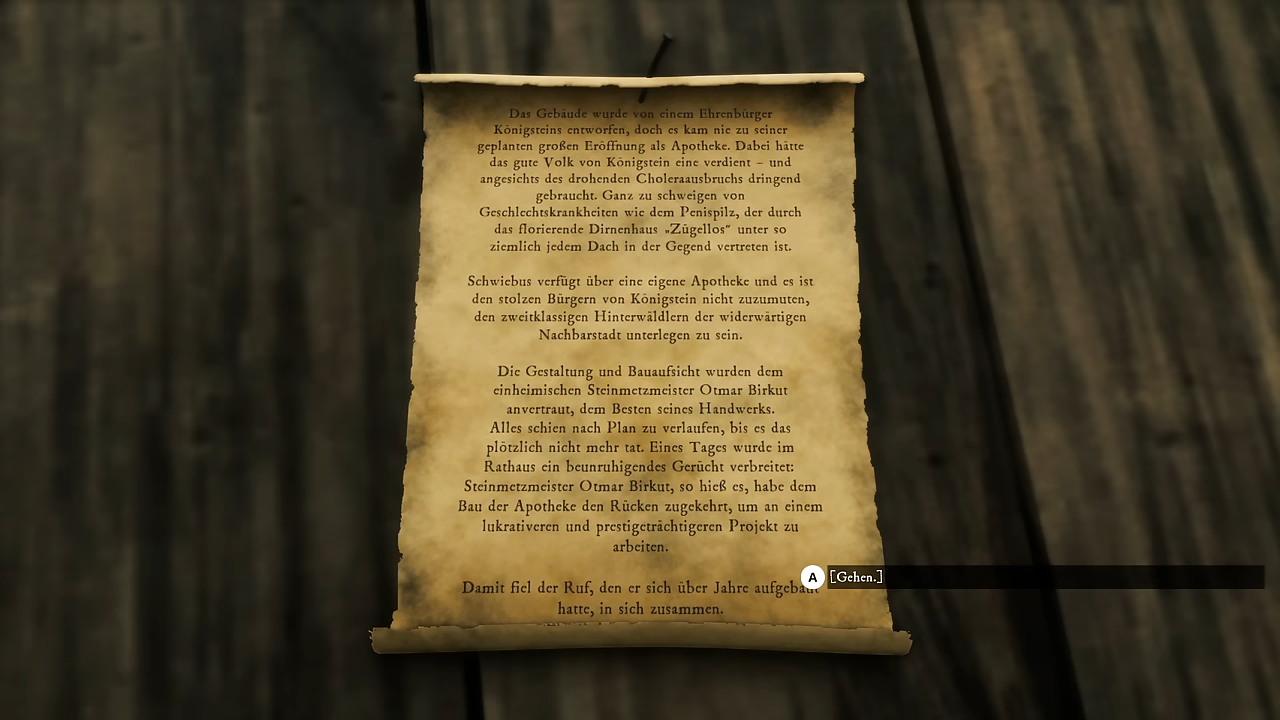 Das Gebäude wurde von einem Ehrenbürger
Königsteins entworfen, doch es kam nie zu seiner
geplanten großen Eröffnung als Apotheke. Dabei hätte
das gute Volk von Königstein eine verdient – und
angesichts des drohenden Choleraausbruchs dringend
gebraucht. Ganz zu schweigen von
Geschlechtskrankheiten wie dem Penispilz, der durch
das florierende Dirnenhaus „Zügellos“ unter so
ziemlich jedem Dach in der Gegend vertreten ist.
Schwiebus verfügt über eine eigene Apotheke und es ist
den stolzen Bürgern von Königstein nicht zuzumuten,
den zweitklassigen Hinterwäldlern der widerwärtigen
Nachbarstadt unterlegen zu sein.
Die Gestaltung und Bauaufsicht wurden dem
einheimischen Steinmetzmeister Otmar Birkut
anvertraut, dem Besten seines Handwerks.
Alles schien nach Plan zu verlaufen, bis es das
plötzlich nicht mehr tat. Eines Tages wurde im
Rathaus ein beunruhigendes Gerücht verbreitet:
Steinmetzmeister Otmar Birkut, so hieß es, habe dem
Bau der Apotheke den Rücken zugekehrt, um an einem
lukrativeren und prestigeträchtigeren Projekt zu
arbeiten.
Damit fiel der Ruf, den er sich über Jahre aufgebaut
hatte, in sich zusammen.
A [Gehen.]